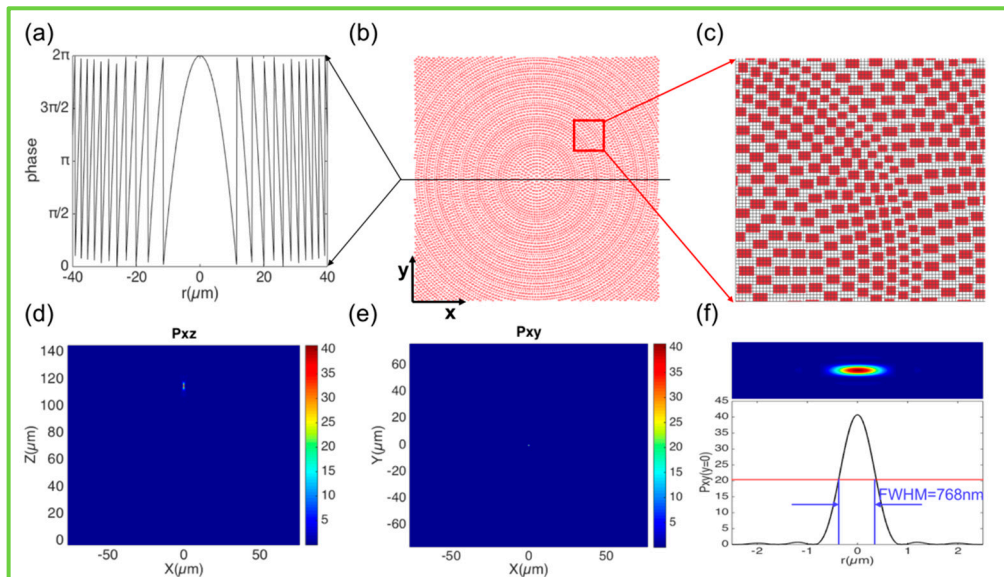 (a)
2π
3π/2
π
π/2
0
phase
-40
-20
0
20
40
r(μm)
(b)
y
x
(c)
(d)
Pxz
140
120
100
80
60
40
20
0
Z(μm)
-50
0
50
X(μm)
40
35
30
25
20
15
10
5
(e)
Pxy
60
40
20
0
-20
-40
-60
Y(μm)
-50
0
50
X(μm)
40
35
30
25
20
15
10
5
(f)
45
40
35
30
25
20
15
10
5
0
Pxy(y=0)
FWHM=768nm
-2
-1
0
1
2
r(μm)